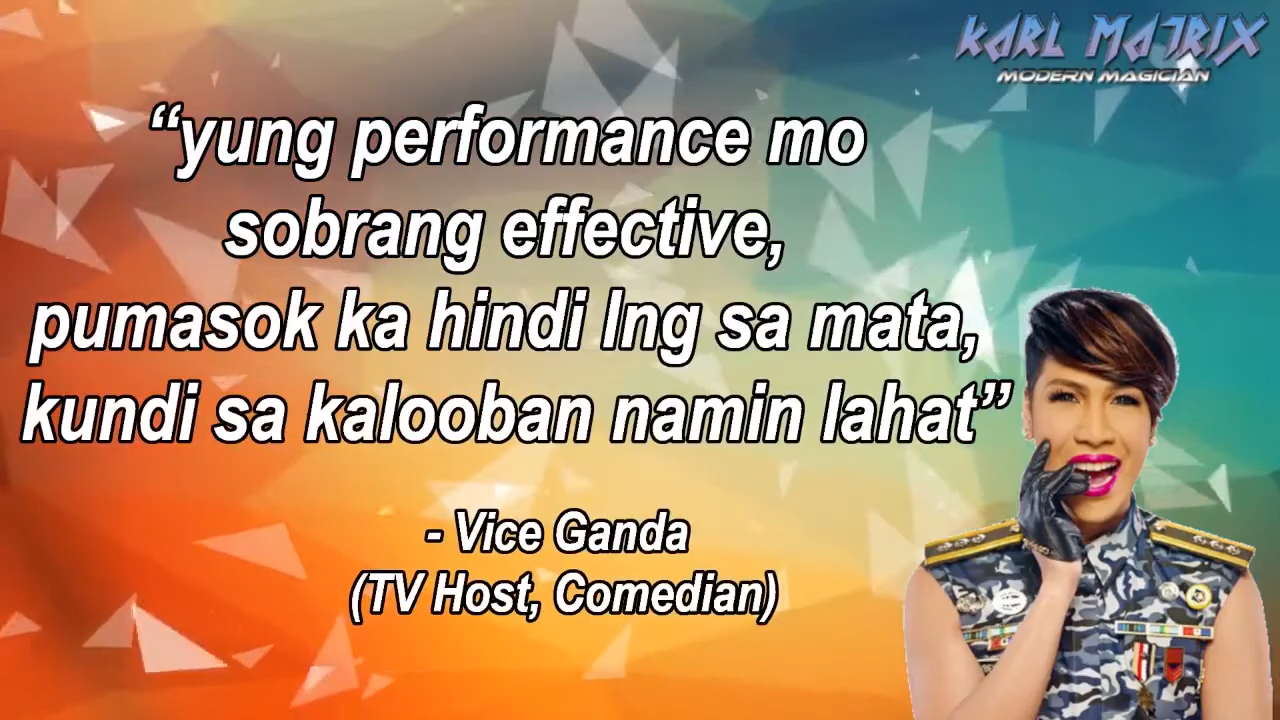 KARL MATRIX
MODERN MAGICIAN
“yung performance mo
sobrang effective,
pumasok ka hindi lng sa mata,
kundi sa kalooban namin lahat”
- Vice Ganda
(TV Host, Comedian)